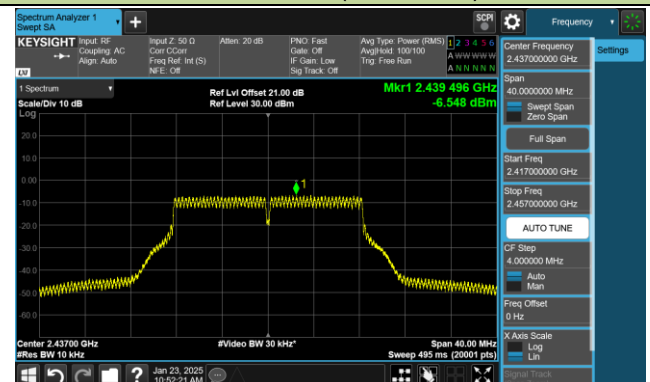 Spectrum Analyzer 1
Swept SA
SCPI
Frequency
KEYSIGHT
Input: RF
Coupling: AC
Align: Auto
Input Z: 50 Ω
Corr CCorr
Freq Ref: Int (S)
NFE: Off
Atten: 20 dB
PNO: Fast
Gate: Off
IF Gain: Low
Sig Track: Off
Avg Type: Power (RMS)
Avg|Hold: 100/100
Trig: Free Run
1 2 3 4 5 6
A W W W W W
A N N N N N
LXI
1 Spectrum
Scale/Div 10 dB
Log
Ref Lvl Offset 21.00 dB
Ref Level 30.00 dBm
Mkr1 2.439 496 GHz
-6.548 dBm
20.0
10.0
0.00
-10.0
-20.0
-30.0
-40.0
-50.0
-60.0
1
Center 2.43700 GHz
#Res BW 10 kHz
#Video BW 30 kHz*
Span 40.00 MHz
Sweep 495 ms (20001 pts)
Jan 23, 2025
10:52:21 AM
Center Frequency
2.437000000 GHz
Settings
Span
40.0000000 MHz
Swept Span
Zero Span
Full Span
Start Freq
2.417000000 GHz
Stop Freq
2.457000000 GHz
AUTO TUNE
CF Step
4.000000 MHz
Auto
Man
Freq Offset
0 Hz
X Axis Scale
Log
Lin
Signal Track